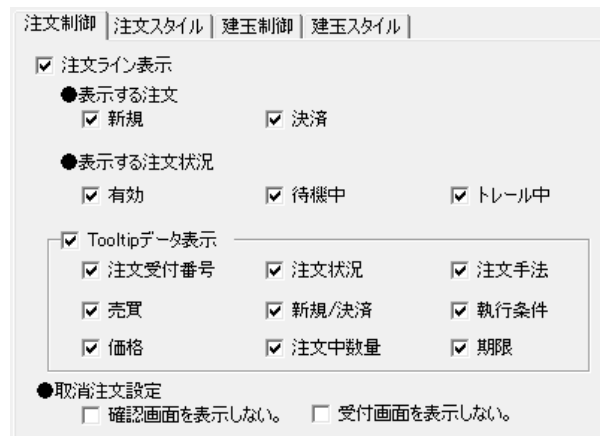 注文制御 注文スタイル 建玉制御 建玉スタイル
注文ライン表示
●表示する注文
新規 決済
●表示する注文状況
有効 待機中 トレール中
Tooltipデータ表示
注文受付番号 注文状況 注文手法
売買 新規/決済 執行条件
価格 注文中数量 期限
●取消注文設定
確認画面を表示しない。 受付画面を表示しない。